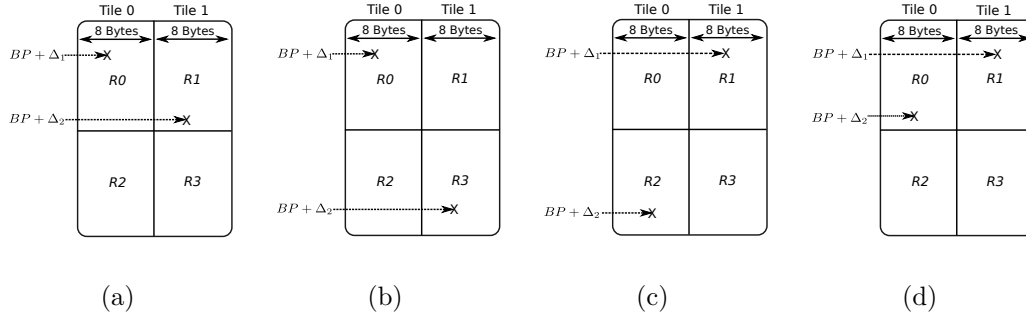 Tile 0 Tile 1
8 Bytes 8 Bytes
BP + Δ₁ X
R0 R1
BP + Δ₂ X
R2 R3
(a)
Tile 0 Tile 1
8 Bytes 8 Bytes
BP + Δ₁ X
R0 R1
R2 R3
BP + Δ₂ X
(b)
Tile 0 Tile 1
8 Bytes 8 Bytes
BP + Δ₁ X
R0 R1
R2 R3
BP + Δ₂ X
(c)
Tile 0 Tile 1
8 Bytes 8 Bytes
BP + Δ₁ X
R0 R1
BP + Δ₂ X
R2 R3
(d)